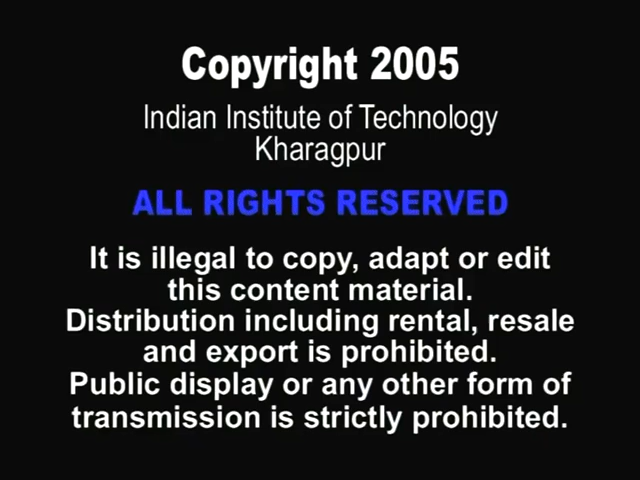 Copyright 2005
Indian Institute of Technology
Kharagpur
ALL RIGHTS RESERVED
It is illegal to copy, adapt or edit
this content material.
Distribution including rental, resale
and export is prohibited.
Public display or any other form of
transmission is strictly prohibited.